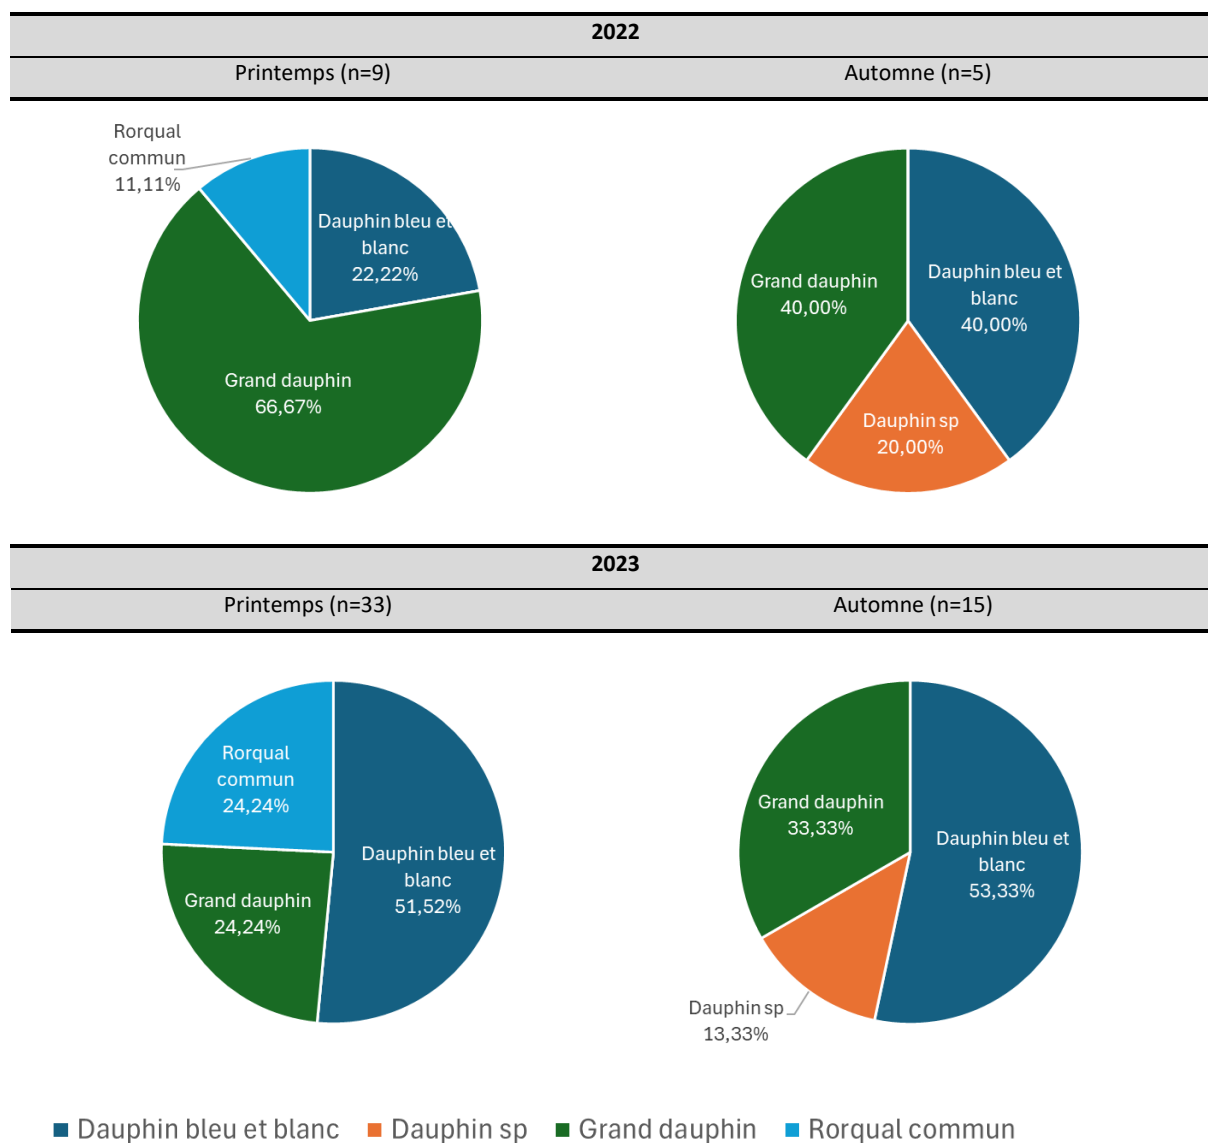 2022
Printemps (n=9)
Automne (n=5)
Rorqual
commun
11,11%
Dauphin bleu et
blanc
22,22%
Grand dauphin
66,67%
Grand dauphin
40,00%
Dauphin bleu et
blanc
40,00%
Dauphin sp
20,00%
2023
Printemps (n=33)
Automne (n=15)
Rorqual
commun
24,24%
Dauphin bleu et
blanc
51,52%
Grand dauphin
24,24%
Grand dauphin
33,33%
Dauphin bleu et
blanc
53,33%
Dauphin sp
13,33%
Dauphin bleu et blanc Dauphin sp Grand dauphin Rorqual commun